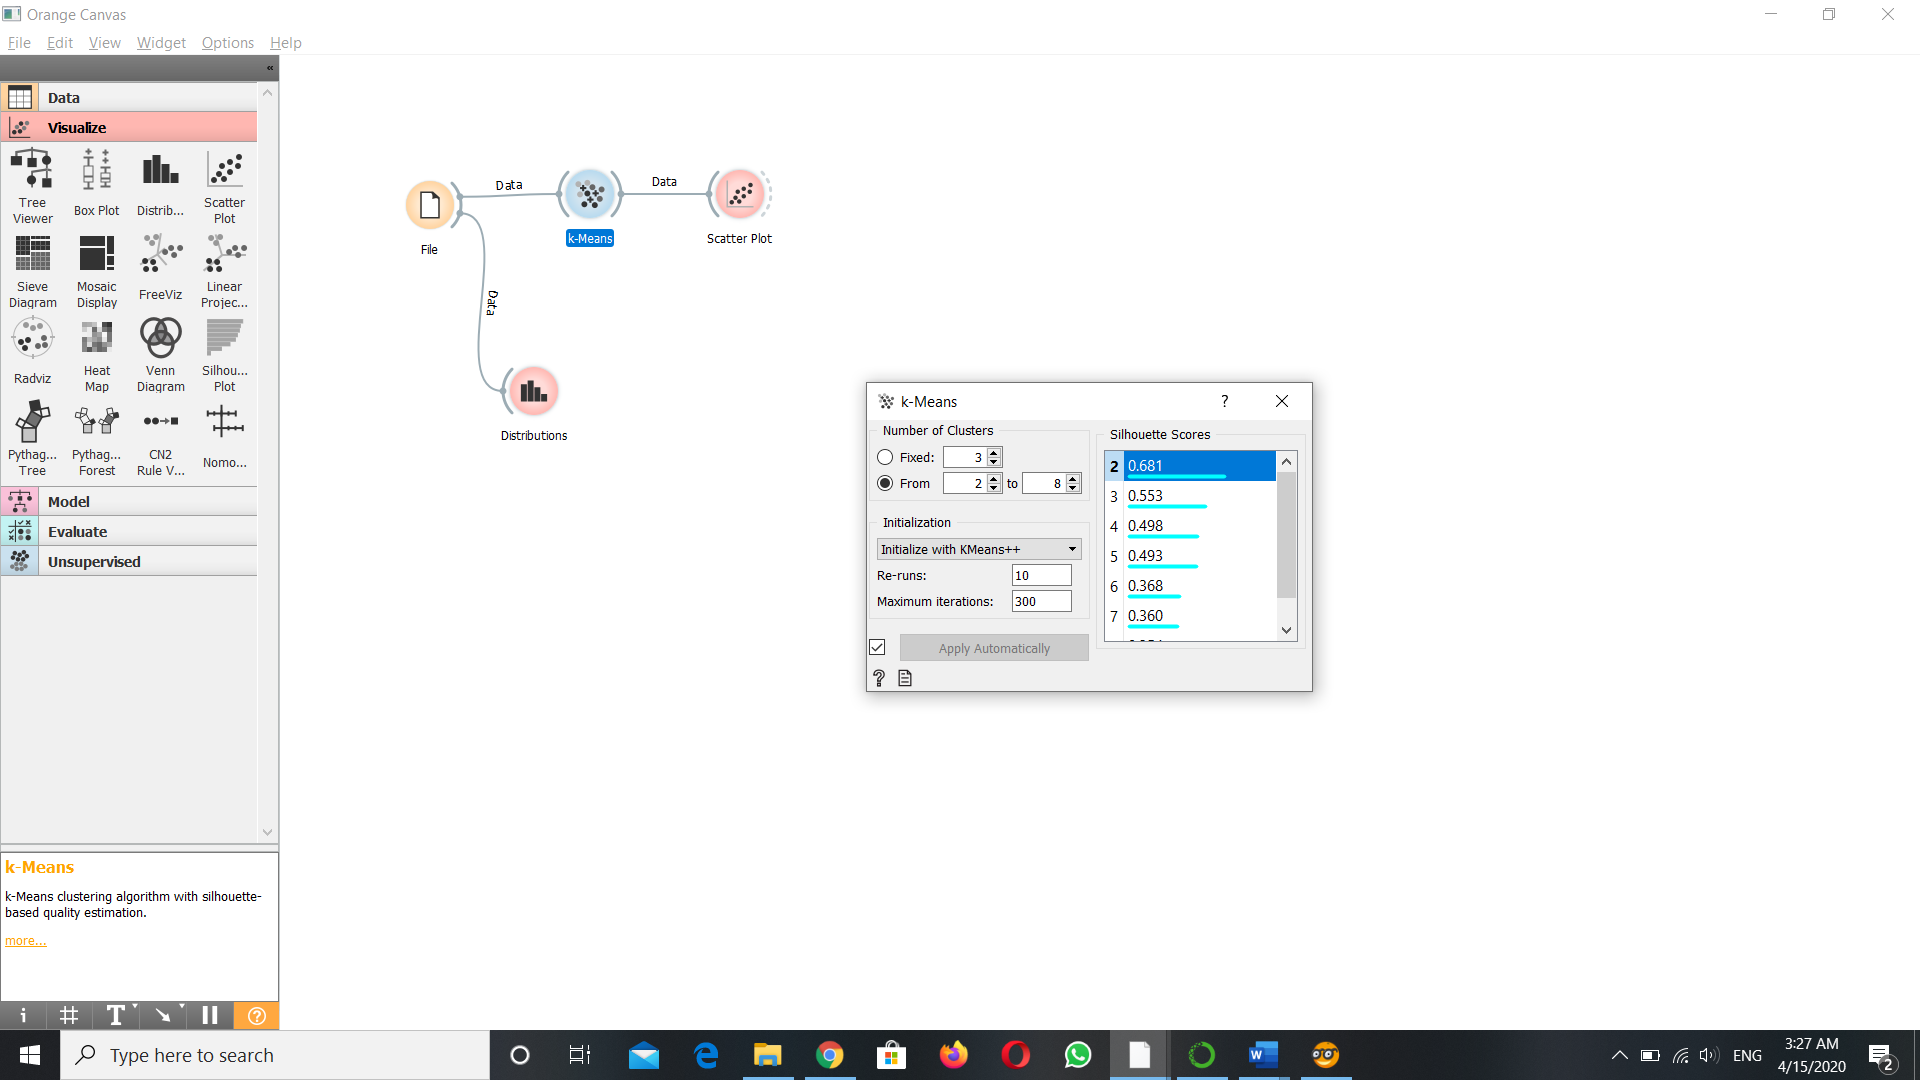 Orange Canvas
File Edit View Widget Options Help
«
Data
Visualize
Tree Viewer
Box Plot
Distrib...
Scatter Plot
Sieve Diagram
Mosaic Display
FreeViz
Linear Projec...
Radviz
Heat Map
Venn Diagram
Silhou... Plot
Pythag... Tree
Pythag... Forest
CN2 Rule V...
Nomo...
Model
Evaluate
Unsupervised
k-Means
k-Means clustering algorithm with silhouette-
based quality estimation.
more...
File
Data
k-Means
Data
Scatter Plot
Data
Distributions
k-Means
?
Number of Clusters
Fixed: 3
From 2 to 8
Initialization
Initialize with KMeans++
Re-runs: 10
Maximum iterations: 300
Apply Automatically
?
Silhouette Scores
2 0.681
3 0.553
4 0.498
5 0.493
6 0.368
7 0.360
i # T ?
Type here to search
ENG
3:27 AM
4/15/2020
2